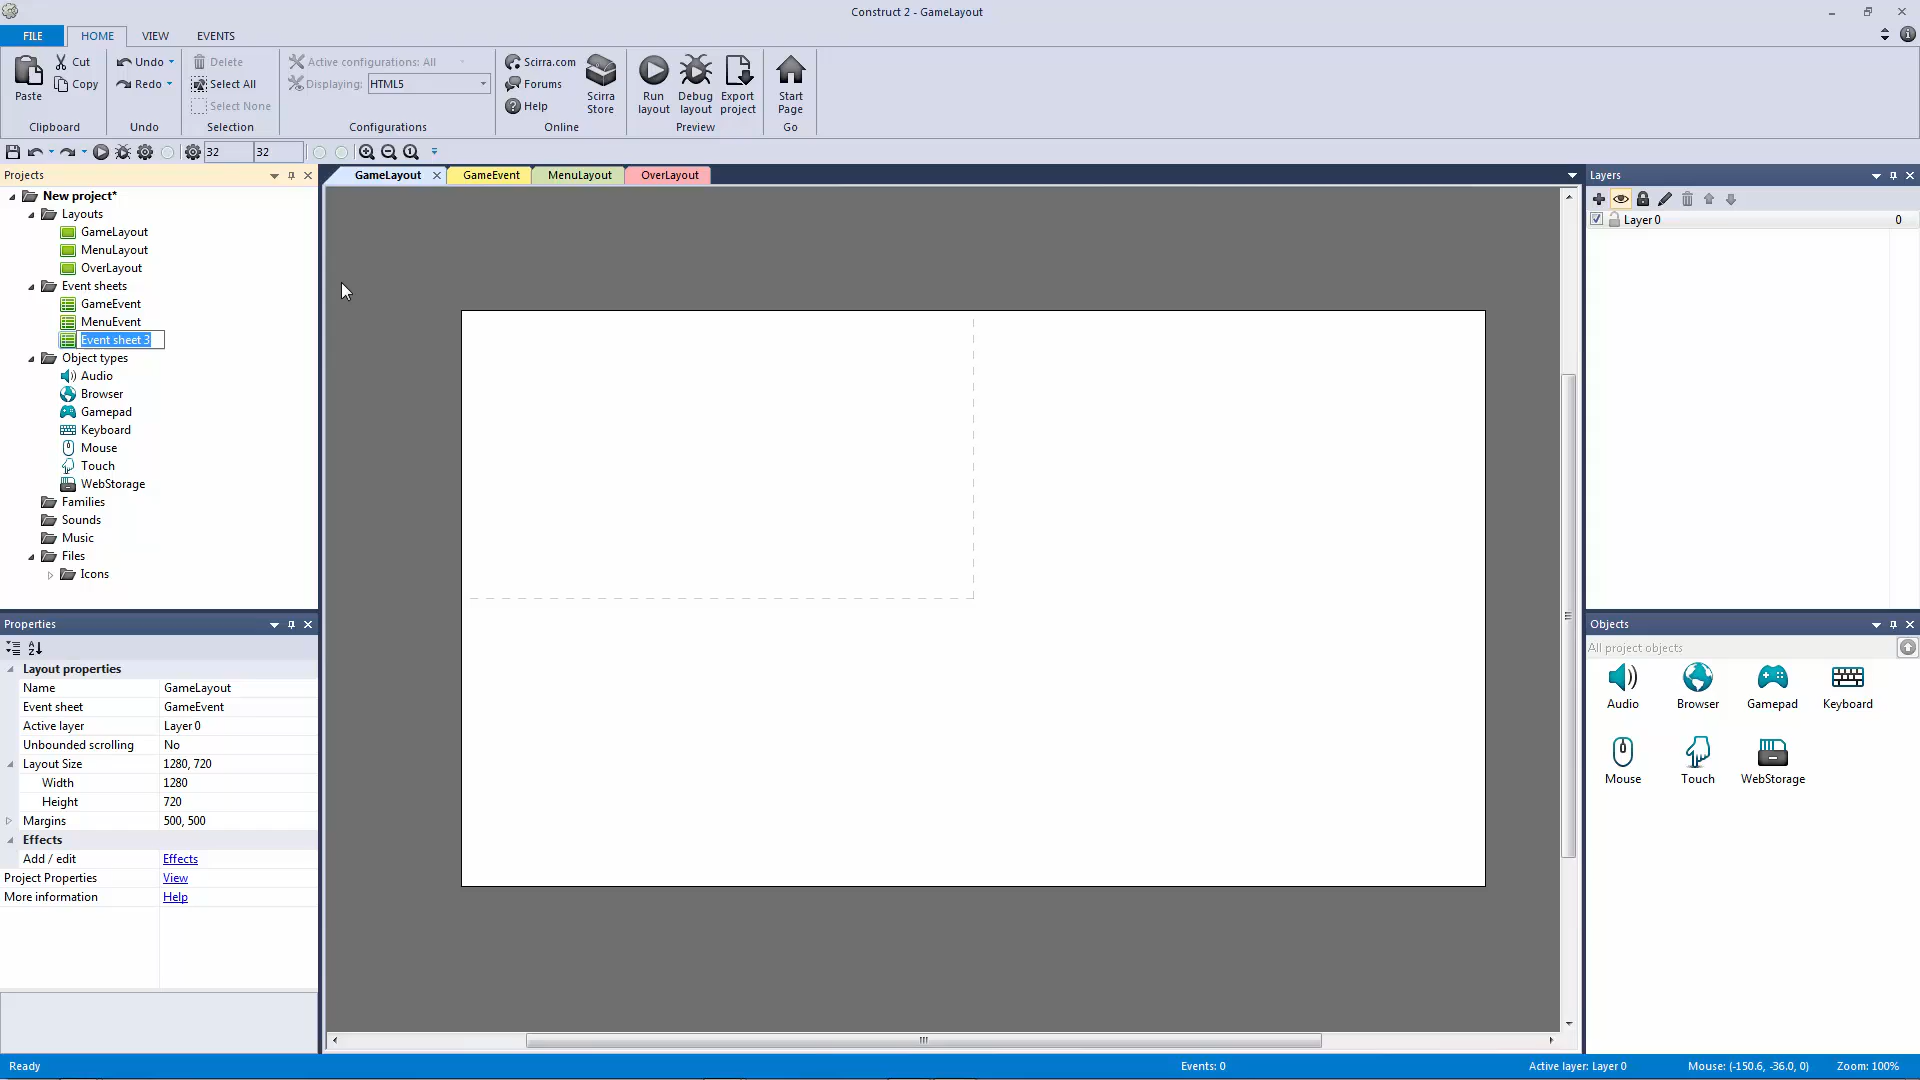 Construct 2 - GameLayout
FILE
HOME
VIEW
EVENTS
Paste
Cut
Copy
Clipboard
Undo
Redo
Undo
Delete
Select All
Select None
Selection
Active configurations: All
Displaying:
HTML5
Configurations
Scirra.com
Forums
Help
Scirra Store
Online
Run layout
Debug layout
Export project
Preview
Start Page
Go
32
32
Projects
New project*
Layouts
GameLayout
MenuLayout
OverLayout
Event sheets
GameEvent
MenuEvent
Event sheet 3
Object types
Audio
Browser
Gamepad
Keyboard
Mouse
Touch
WebStorage
Families
Sounds
Music
Files
Icons
Properties
Layout properties
Name GameLayout
Event sheet GameEvent
Active layer Layer 0
Unbounded scrolling No
Layout Size 1280, 720
Width 1280
Height 720
Margins 500, 500
Effects
Add / edit Effects
Project Properties View
More information Help
GameLayout
GameEvent
MenuLayout
OverLayout
Layers
Layer 0 0
Objects
All project objects
Audio
Browser
Gamepad
Keyboard
Mouse
Touch
WebStorage
Ready
Events: 0
Active layer: Layer 0
Mouse: (-150.6, -36.0, 0)
Zoom: 100%